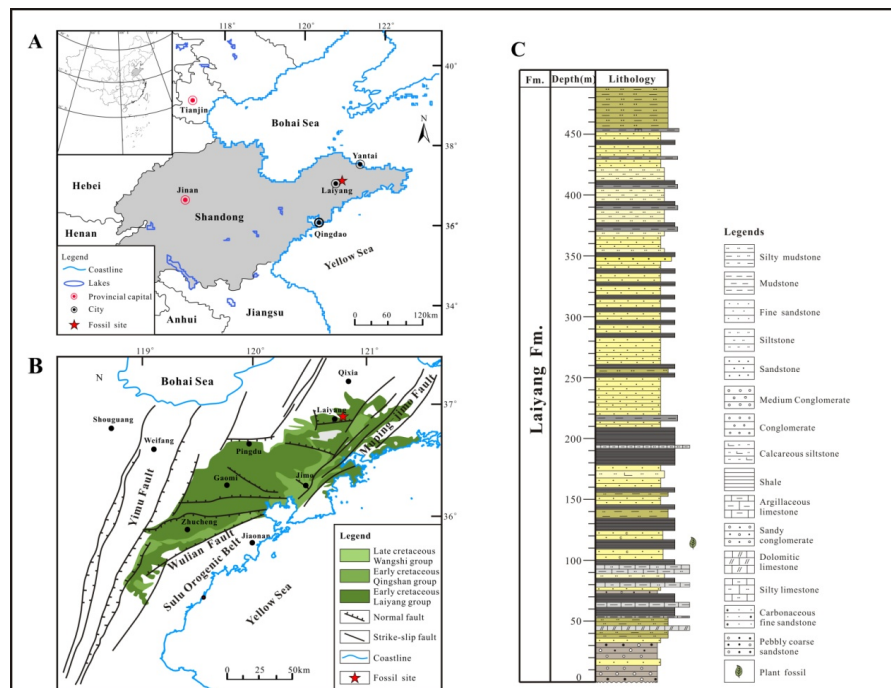 A
118°
120°
122°
40°
Tianjin
Bohai Sea
N
38°
Yantai
Laiyang
Hebei
Jinan
Shandong
36°
Henan
Qingdao
Yellow Sea
Legend
Coastline
Lakes
Provincial capital
City
Fossil site
Anhui
Jiangsu
34°
0 60 120km
B
119°
120°
121°
N
Bohai Sea
Qixia
37°
Shouguang
Laiyang
Weifang
Muping Jimo Fault
Pingdu
Yimu Fault
Gaomi
Jimo
36°
Zhucheng
Wulian Fault
Jiaonan
Sulu Orogenic Belt
Yellow Sea
Legend
Late cretaceous
Wangshi group
Early cretaceous
Qingshan group
Early cretaceous
Laiyang group
Normal fault
Strike-slip fault
Coastline
Fossil site
0 25 50km
C
Fm. Depth(m) Lithology
Laiyang Fm.
450
400
350
300
250
200
150
100
50
0
Legends
Silty mudstone
Mudstone
Fine sandstone
Siltstone
Sandstone
Medium Conglomerate
Conglomerate
Calcareous siltstone
Shale
Argillaceous
limestone
Sandy
conglomerate
Dolomitic
limestone
Silty limestone
Carbonaceous
fine sandstone
Pebbly coarse
sandstone
Plant fossil